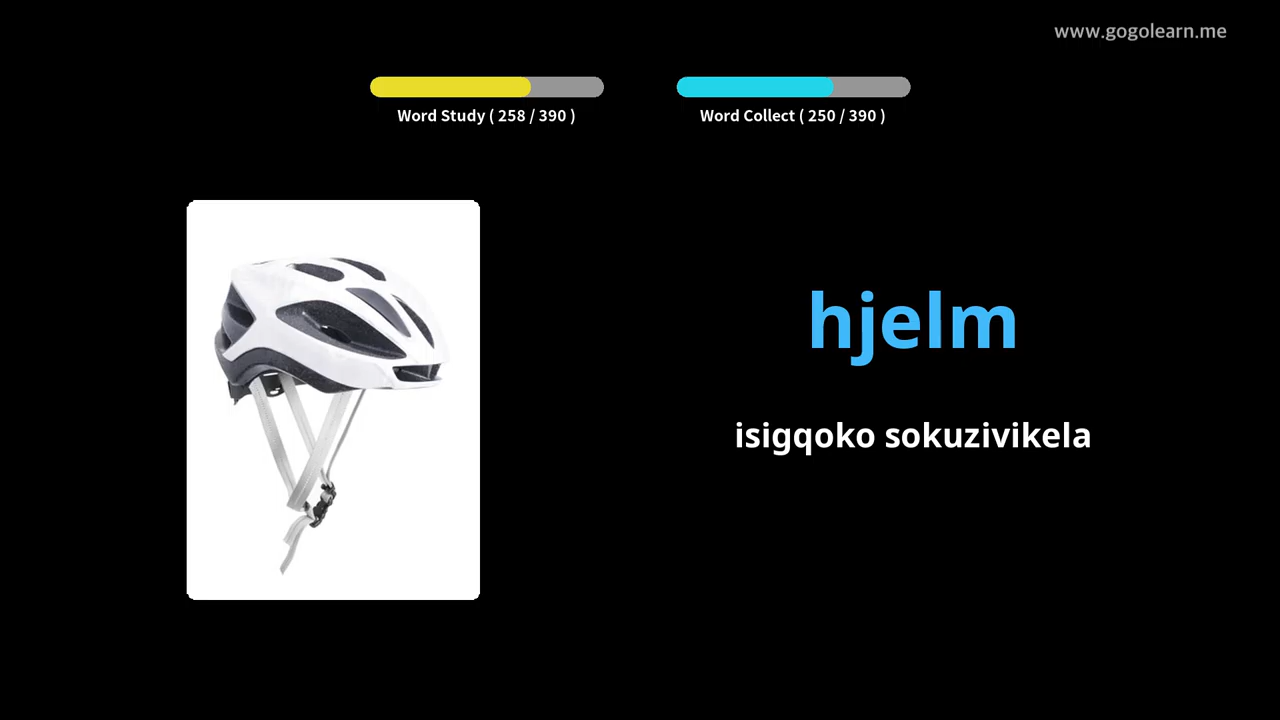 www.gogolearn.me
Word Study ( 258 / 390 )
Word Collect ( 250 / 390 )
hjelm
isigqoko sokuzivikela